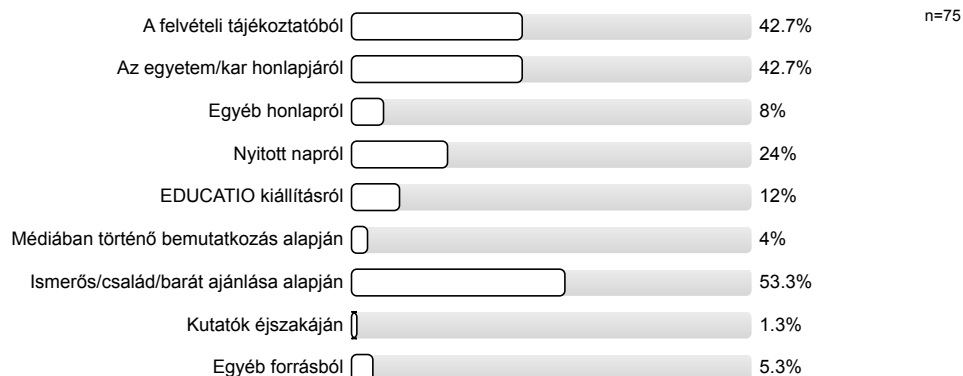 A felvételi tájékoztatóból 42.7% n=75
Az egyetem/kar honlapjáról 42.7%
Egyéb honlapról 8%
Nyitott napról 24%
EDUCATIO kiállításról 12%
Médiában történő bemutatkozás alapján 4%
Ismerős/család/barát ajánlása alapján 53.3%
Kutatók éjszakáján 1.3%
Egyéb forrásból 5.3%